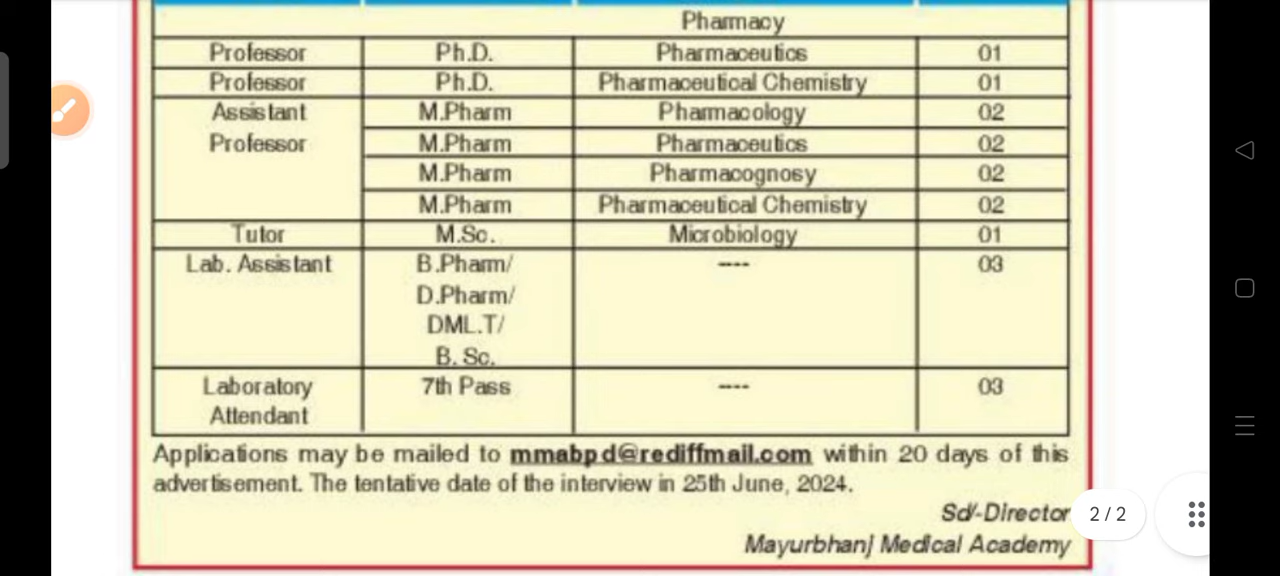 Pharmacy
Professor Ph.D. Pharmaceutics 01
Professor Ph.D. Pharmaceutical Chemistry 01
Assistant M.Pharm Pharmacology 02
Professor M.Pharm Pharmaceutics 02
M.Pharm Pharmacognosy 02
M.Pharm Pharmaceutical Chemistry 02
Tutor M.Sc. Microbiology 01
Lab. Assistant B.Pharm/ ---- 03
D.Pharm/
DML.T/
B. Sc.
Laboratory 7th Pass ---- 03
Attendant
Applications may be mailed to mmabpd@rediffmail.com within 20 days of this
advertisement. The tentative date of the interview in 25th June, 2024.
Sd/-Director
2 / 2
Mayurbhanj Medical Academy